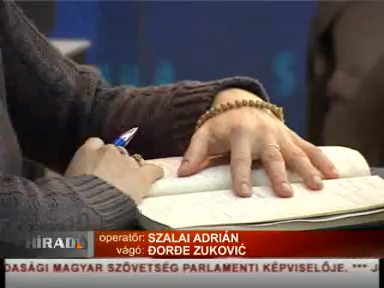 HÍRADÓ
operatőr: SZALAI ADRIÁN
vágó: ĐORĐE ZUKOVIĆ
DASÁGI MAGYAR SZÖVETSÉG PARLAMENTI KÉPVISELŐJE. *** J